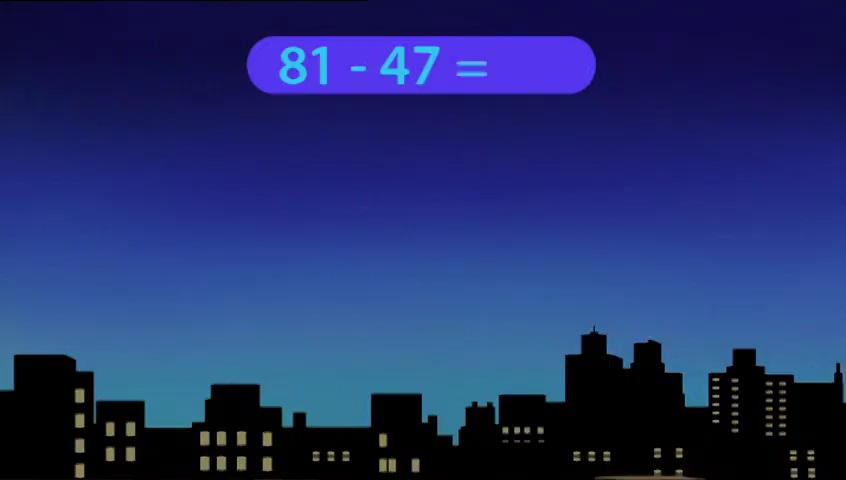 81 - 47 =